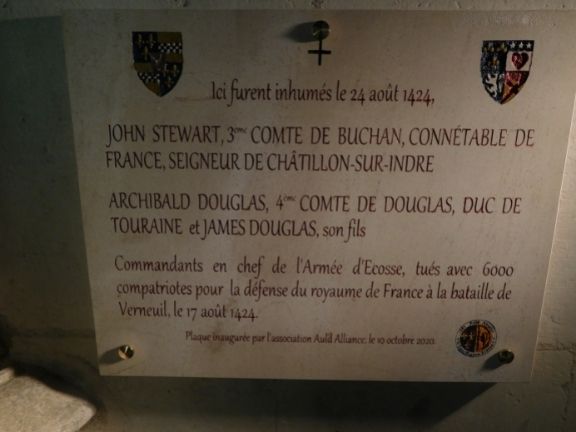 Ici furent inhumés le 24 août 1424,
JOHN STEWART, 3ème COMTE DE BUCHAN, CONNÉTABLE DE
FRANCE, SEIGNEUR DE CHÂTILLON-SUR-INDRE
ARCHIBALD DOUGLAS, 4ème COMTE DE DOUGLAS, DUC DE
TOURAINE et JAMES DOUGLAS, son fils
Commandants en chef de l'Armée d'Ecosse, tués avec 6000
compatriotes pour la défense du royaume de France à la bataille de
Verneuil, le 17 août 1424.
Plaque inaugurée par l'association Auld Alliance, le 10 octobre 2020.